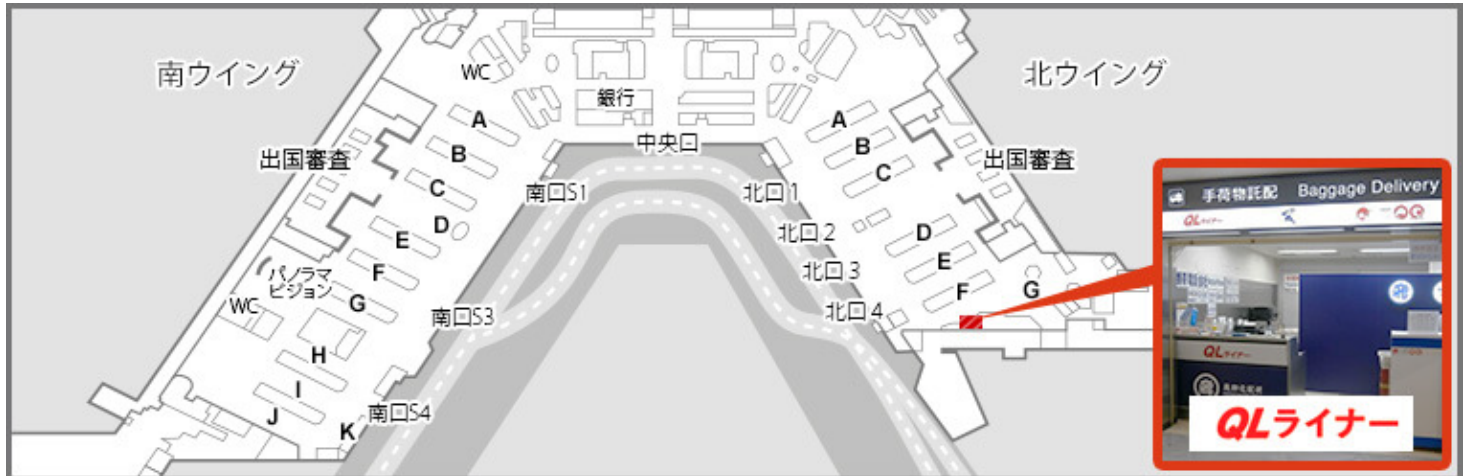 南ウイング
WC
A
B
C
D
E
F
G
H
I
J
K
出国審査
パノラマ
ビジョン
WC
銀行
中央口
南口S1
南口S3
南口S4
北口1
北口2
北口3
北口4
北ウイング
A
B
C
D
E
F
G
出国審査
手荷物託配 Baggage Delivery
QLライナー
QLライナー
QLライナー